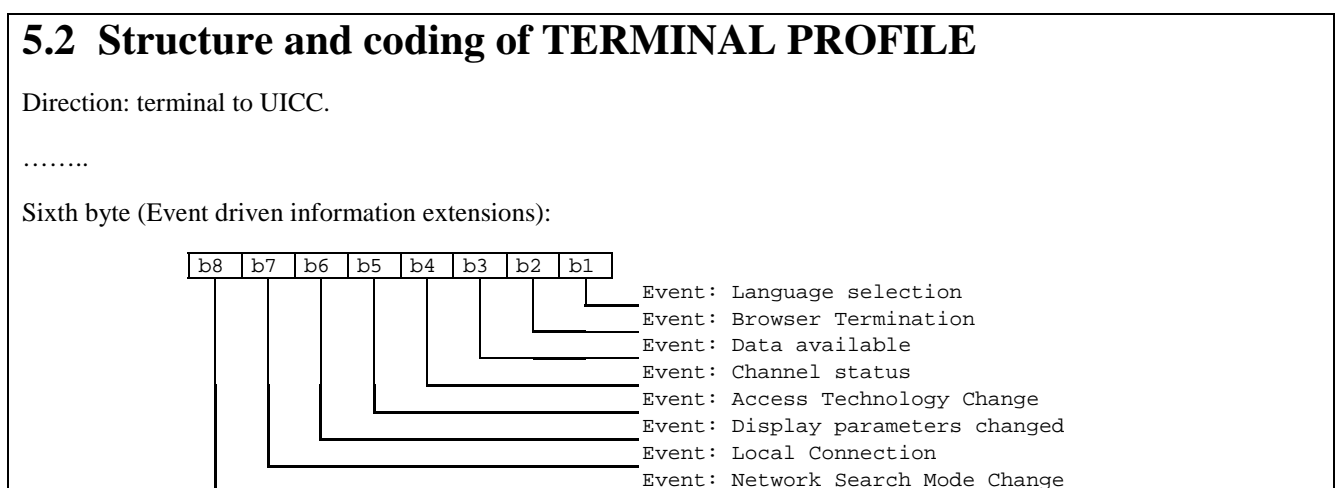 5.2 Structure and coding of TERMINAL PROFILE
Direction: terminal to UICC.
……..
Sixth byte (Event driven information extensions):
b8 b7 b6 b5 b4 b3 b2 b1
Event: Language selection
Event: Browser Termination
Event: Data available
Event: Channel status
Event: Access Technology Change
Event: Display parameters changed
Event: Local Connection
Event: Network Search Mode Change